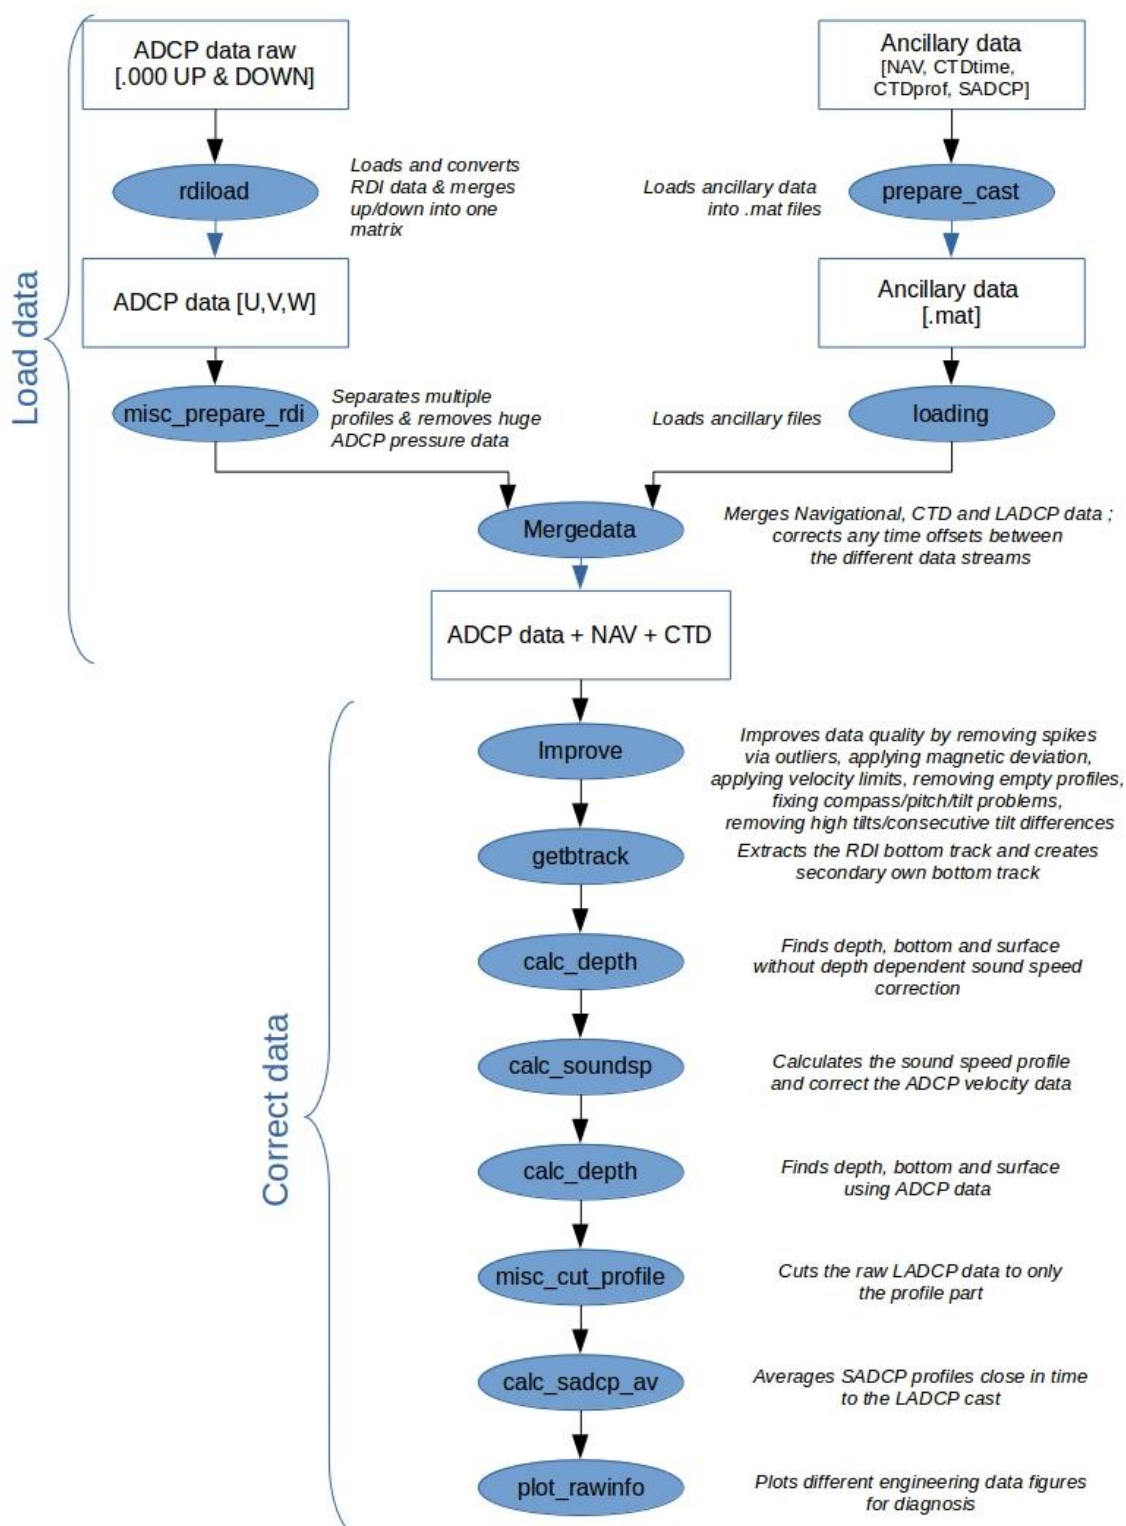 ADCP data raw
[.000 UP & DOWN]
Ancillary data
[NAV, CTDtime,
CTDprof, SADCP]
rdiload
Loads and converts
RDI data & merges
up/down into one
matrix
Loads ancillary data
into .mat files
prepare_cast
Load data
ADCP data [U,V,W]
Ancillary data
[.mat]
misc_prepare_rdi
Separates multiple
profiles & removes huge
ADCP pressure data
Loads ancillary files
loading
Mergedata
Merges Navigational, CTD and LADCP data ;
corrects any time offsets between
the different data streams
ADCP data + NAV + CTD
Correct data
Improve
Improves data quality by removing spikes
via outliers, applying magnetic deviation,
applying velocity limits, removing empty profiles,
fixing compass/pitch/tilt problems,
removing high tilts/consecutive tilt differences
getbtrack
Extracts the RDI bottom track and creates
secondary own bottom track
calc_depth
Finds depth, bottom and surface
without depth dependent sound speed
correction
calc_soundsp
Calculates the sound speed profile
and correct the ADCP velocity data
calc_depth
Finds depth, bottom and surface
using ADCP data
misc_cut_profile
Cuts the raw LADCP data to only
the profile part
calc_sadcp_av
Averages SADCP profiles close in time
to the LADCP cast
plot_rawinfo
Plots different engineering data figures
for diagnosis